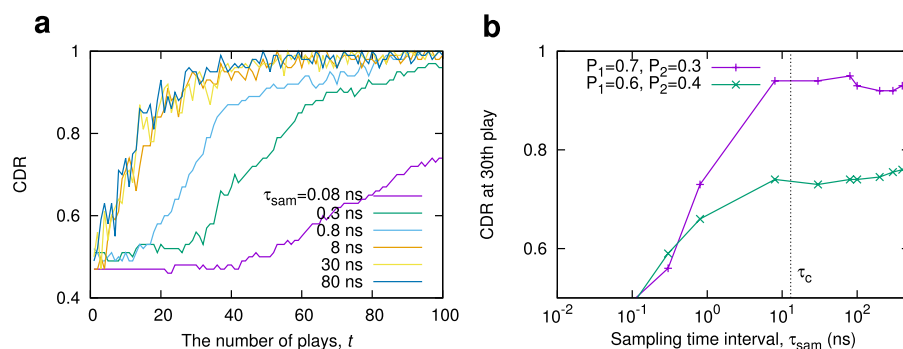 a
1
0.8
0.6
0.4
CDR
0 20 40 60 80 100
The number of plays, t
τsam=0.08 ns
0.3 ns
0.8 ns
8 ns
30 ns
80 ns
b
1
0.8
0.6
CDR at 30th play
P1=0.7, P2=0.3
P1=0.6, P2=0.4
τc
10-2 10-1 100 101 102
Sampling time interval, τsam (ns)